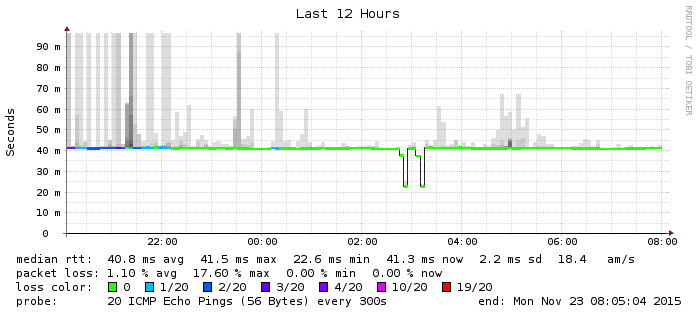 Last 12 Hours
RRDTOOL / TOBI OETIKER
Seconds
90 m
80 m
70 m
60 m
50 m
40 m
30 m
20 m
10 m
0
22:00 00:00 02:00 04:00 06:00 08:00
median rtt: 40.8 ms avg 41.5 ms max 22.6 ms min 41.3 ms now 2.2 ms sd 18.4 am/s
packet loss: 1.10 % avg 17.60 % max 0.00 % min 0.00 % now
loss color: 0 1/20 2/20 3/20 4/20 10/20 19/20
probe: 20 ICMP Echo Pings (56 Bytes) every 300s end: Mon Nov 23 08:05:04 2015